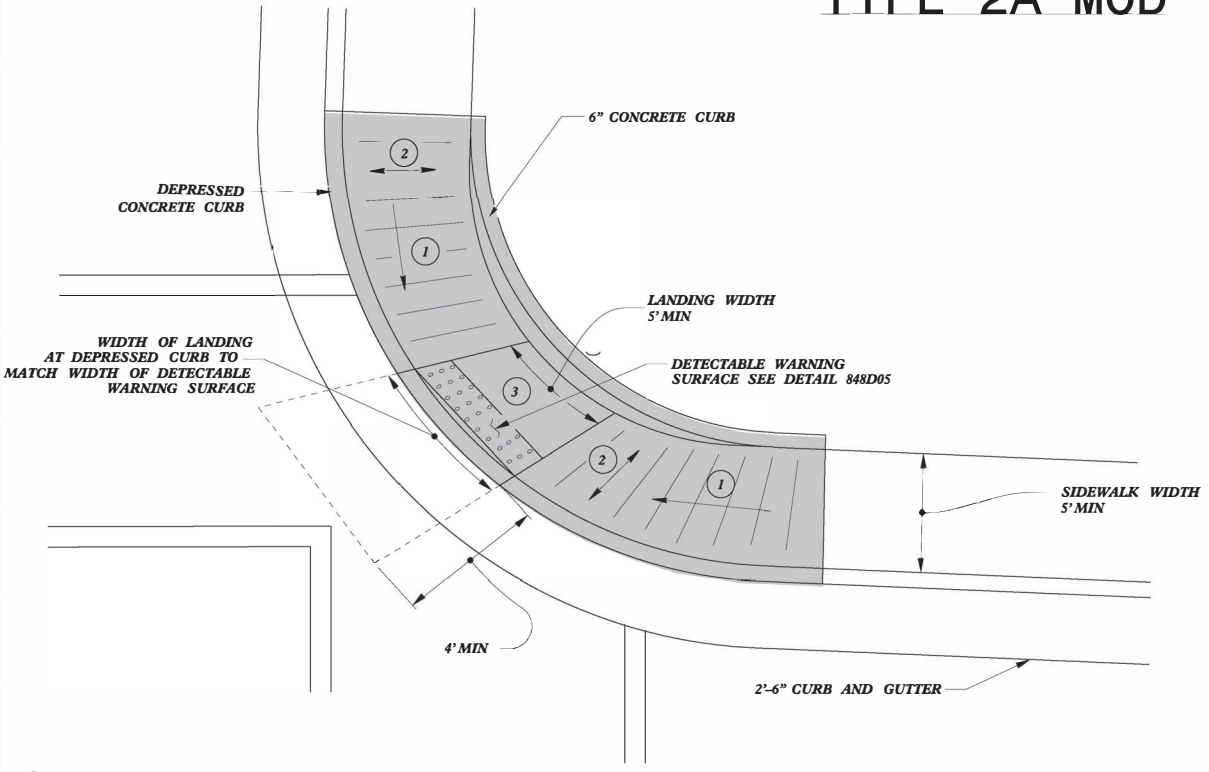 TYPE 2A MOD
6" CONCRETE CURB
2
DEPRESSED
CONCRETE CURB
1
LANDING WIDTH
5' MIN
WIDTH OF LANDING
AT DEPRESSED CURB TO
MATCH WIDTH OF DETECTABLE
WARNING SURFACE
DETECTABLE WARNING
SURFACE SEE DETAIL 848D05
3
2
1
SIDEWALK WIDTH
5' MIN
4' MIN
2'-6" CURB AND GUTTER